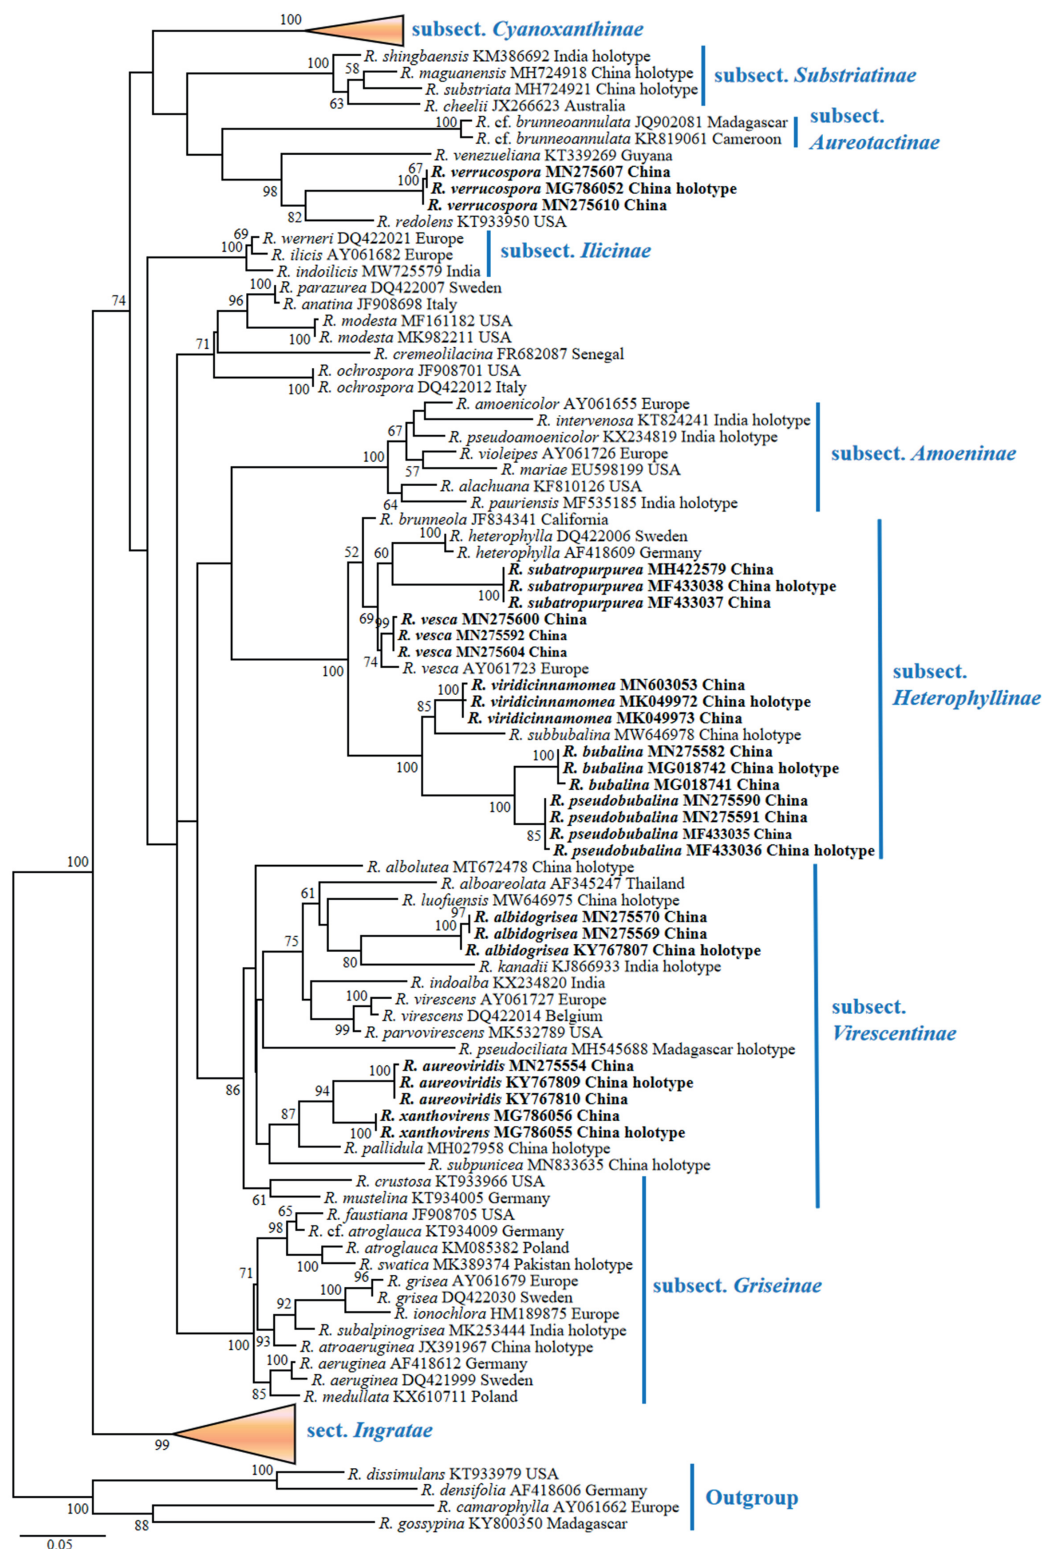 100
subsect. Cyanoxanthinae
R. shingbaensis KM386692 India holotype
100
58
R. maguanensis MH724918 China holotype
subsect. Substriatinae
R. substriata MH724921 China holotype
63
R. cheelii JX266623 Australia
100
R. cf. brunneoannulata JQ902081 Madagascar
subsect.
Aureotactinae
R. cf. brunneoannulata KR819061 Cameroon
R. venezueliana KT339269 Guyana
67
R. verrucospora MN275607 China
100
R. verrucospora MG786052 China holotype
98
R. verrucospora MN275610 China
82
R. redolens KT933950 USA
69
R. werneri DQ422021 Europe
100
R. ilicis AY061682 Europe
subsect. Ilicinae
R. indoilicis MW725579 India
100
R. parazurea DQ422007 Sweden
74
96
R. anatina JF908698 Italy
R. modesta MF161182 USA
100
R. modesta MK982211 USA
71
R. cremeolilacina FR682087 Senegal
R. ochrospora JF908701 USA
100
R. ochrospora DQ422012 Italy
R. amoenicolor AY061655 Europe
R. intervenosa KT824241 India holotype
67
R. pseudoamoenicolor KX234819 India holotype
100
R. violeipes AY061726 Europe
subsect. Amoeninae
57
R. mariae EU598199 USA
R. alachuana KF810126 USA
64
R. pauriensis MF535185 India holotype
R. brunneola JF834341 California
100
R. heterophylla DQ422006 Sweden
52
60
R. heterophylla AF418609 Germany
R. subatropurpurea MH422579 China
R. subatropurpurea MF433038 China holotype
100
R. subatropurpurea MF433037 China
69
99
R. vesca MN275600 China
R. vesca MN275592 China
R. vesca MN275604 China
74
R. vesca AY061723 Europe
100
subsect.
Heterophyllinae
100
R. viridicinnamomea MN603053 China
R. viridicinnamomea MK049972 China holotype
85
R. viridicinnamomea MK049973 China
R. subbubalina MW646978 China holotype
100
100
R. bubalina MN275582 China
R. bubalina MG018742 China holotype
R. bubalina MG018741 China
100
R. pseudobubalina MN275590 China
R. pseudobubalina MN275591 China
85
R. pseudobubalina MF433035 China
R. pseudobubalina MF433036 China holotype
100
R. albolutea MT672478 China holotype
R. alboareolata AF345247 Thailand
61
R. luofuensis MW646975 China holotype
97
R. albidogrisea MN275570 China
100
R. albidogrisea MN275569 China
75
R. albidogrisea KY767807 China holotype
80
R. kanadii KJ866933 India holotype
R. indoalba KX234820 India
100
R. virescens AY061727 Europe
subsect.
Virescentinae
R. virescens DQ422014 Belgium
99
R. parvovirescens MK532789 USA
R. pseudociliata MH545688 Madagascar holotype
R. aureoviridis MN275554 China
100
R. aureoviridis KY767809 China holotype
86
94
R. aureoviridis KY767810 China
87
R. xanthovirens MG786056 China
100
R. xanthovirens MG786055 China holotype
R. pallidula MH027958 China holotype
R. subpunicea MN833635 China holotype
R. crustosa KT933966 USA
61
R. mustelina KT934005 Germany
65
R. faustiana JF908705 USA
98
R. cf. atroglauca KT934009 Germany
R. atroglauca KM085382 Poland
100
R. swatica MK389374 Pakistan holotype
71
96
R. grisea AY061679 Europe
subsect. Griseinae
100
R. grisea DQ422030 Sweden
92
R. ionochlora HM189875 Europe
R. subalpinogrisea MK253444 India holotype
100
93
R. atroaeruginea JX391967 China holotype
100
R. aeruginea AF418612 Germany
R. aeruginea DQ421999 Sweden
85
R. medullata KX610711 Poland
sect. Ingratae
99
100
R. dissimulans KT933979 USA
R. densifolia AF418606 Germany
Outgroup
100
R. camarophylla AY061662 Europe
88
R. gossypina KY800350 Madagascar
0.05